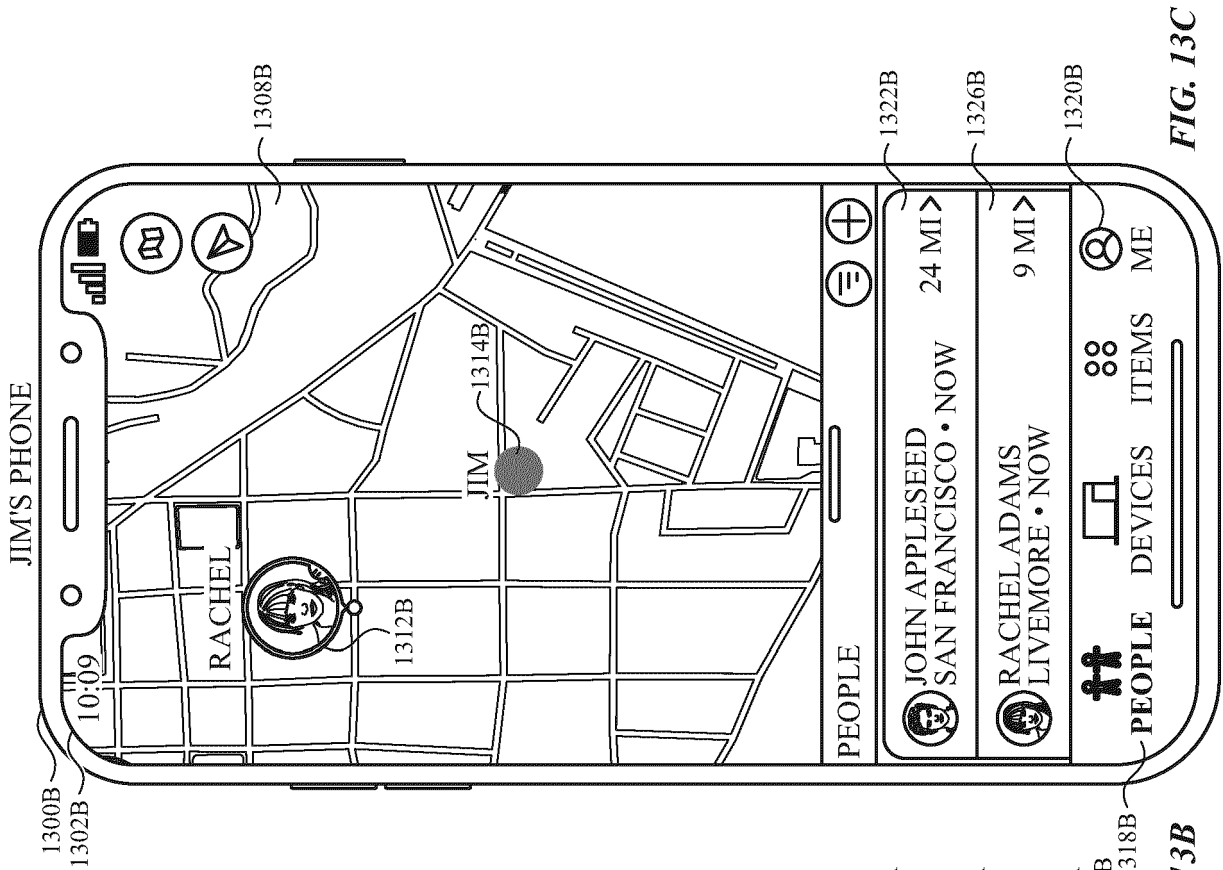 JIM'S PHONE
1300B
1302B
10:09
1308B
RACHEL
1312B
JIM
1314B
PEOPLE
JOHN APPLESEED
SAN FRANCISCO • NOW
24 MI>
1322B
RACHEL ADAMS
LIVEMORE • NOW
9 MI>
1326B
1320B
PEOPLE DEVICES ITEMS ME
318B
B
FIG. 13C
3B